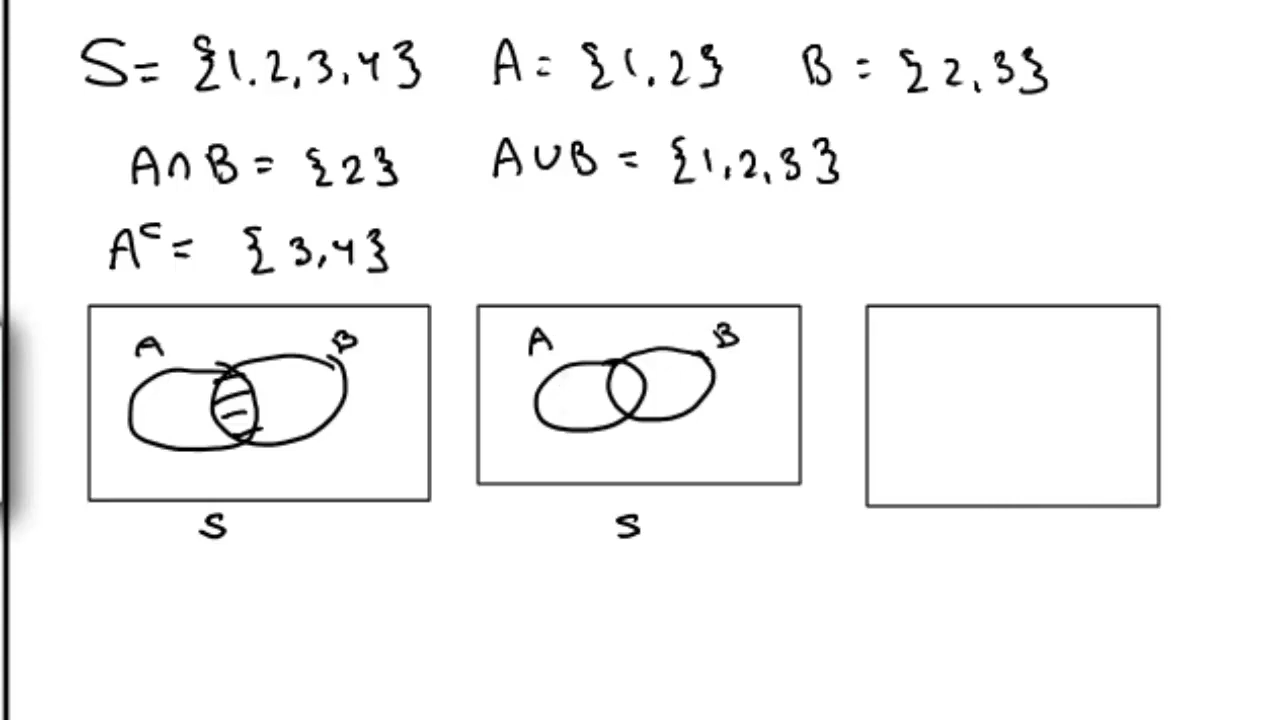 S = {1,2,3,4} A = {1,2} B = {2,3}
A∩B = {2} A∪B = {1,2,3}
Aᶜ = {3,4}
A B A B
S S